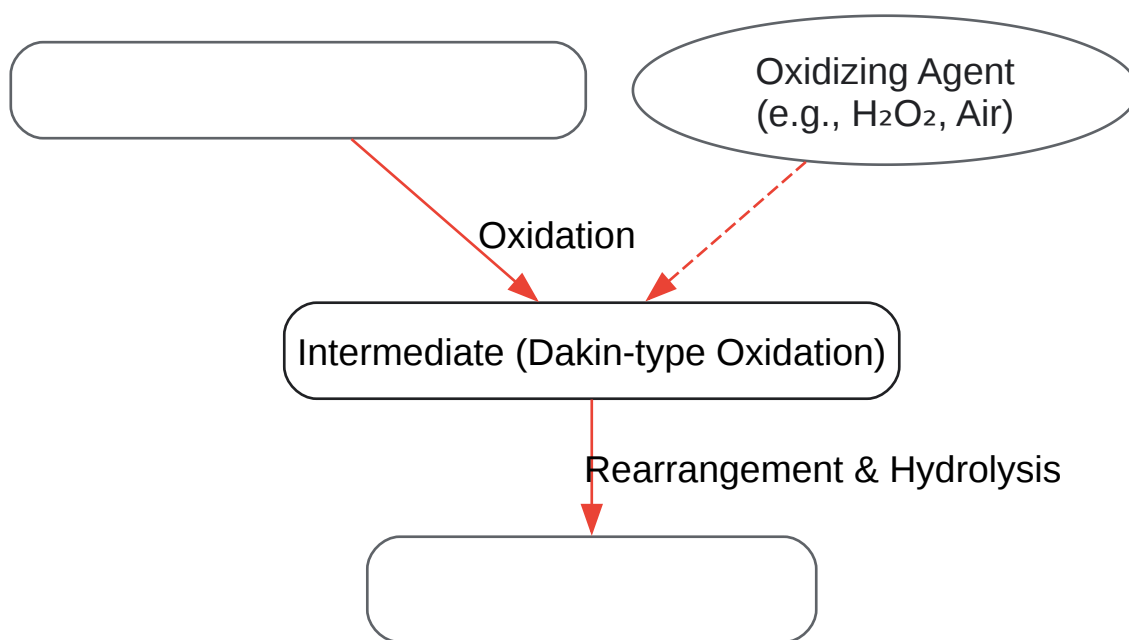 Oxidizing Agent
(e.g., H₂O₂, Air)
Oxidation
Intermediate (Dakin-type Oxidation)
Rearrangement & Hydrolysis